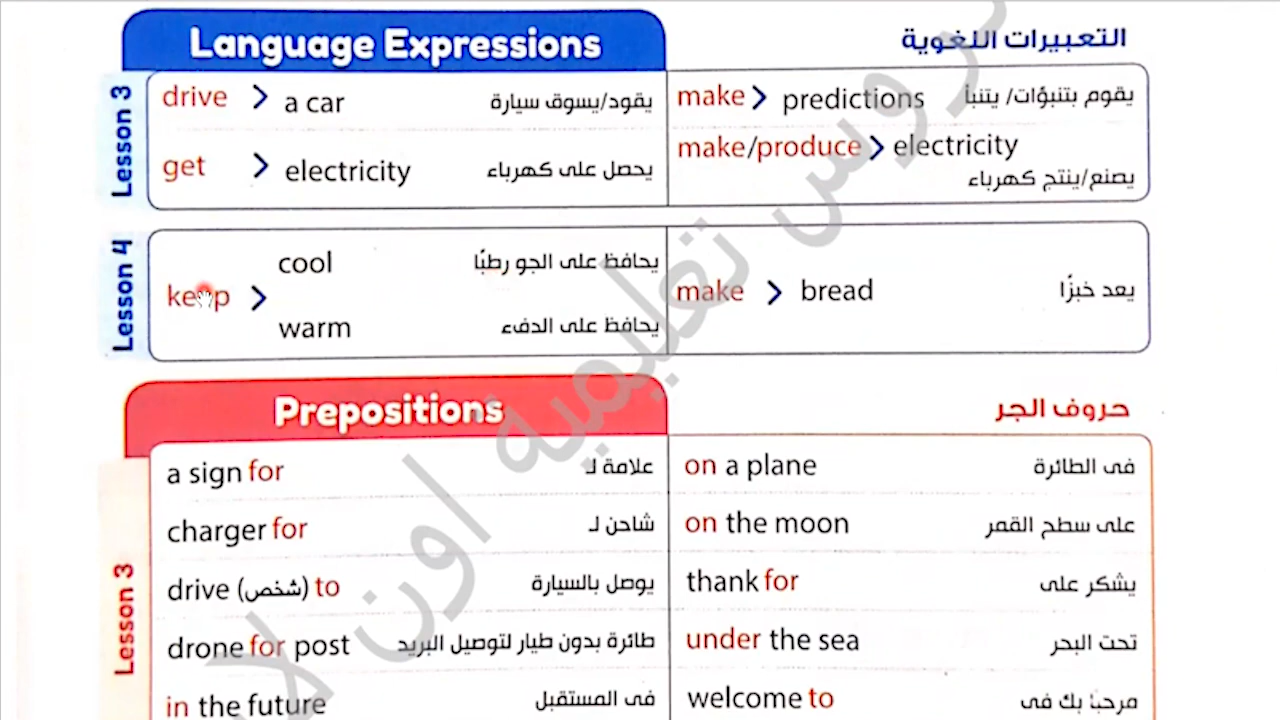 Language Expressions
التعبيرات اللغوية
Lesson 3
drive > a car يقود/يسوق سيارة
make > predictions يقوم بتنبؤات/ يتنبأ
get > electricity يحصل على كهرباء
make/produce > electricity
يصنع/ينتج كهرباء
Lesson 4
keep >
cool يحافظ على الجو رطبًا
warm يحافظ على الدفء
make > bread يعد خبزًا
Prepositions
حروف الجر
Lesson 3
a sign for علامة لـ
on a plane فى الطائرة
charger for شاحن لـ
on the moon على سطح القمر
drive (شخص) to يوصل بالسيارة
thank for يشكر على
drone for post طائرة بدون طيار لتوصيل البريد
under the sea تحت البحر
in the future فى المستقبل
welcome to مرحبًا بك فى
دروس تعليمية اون لا